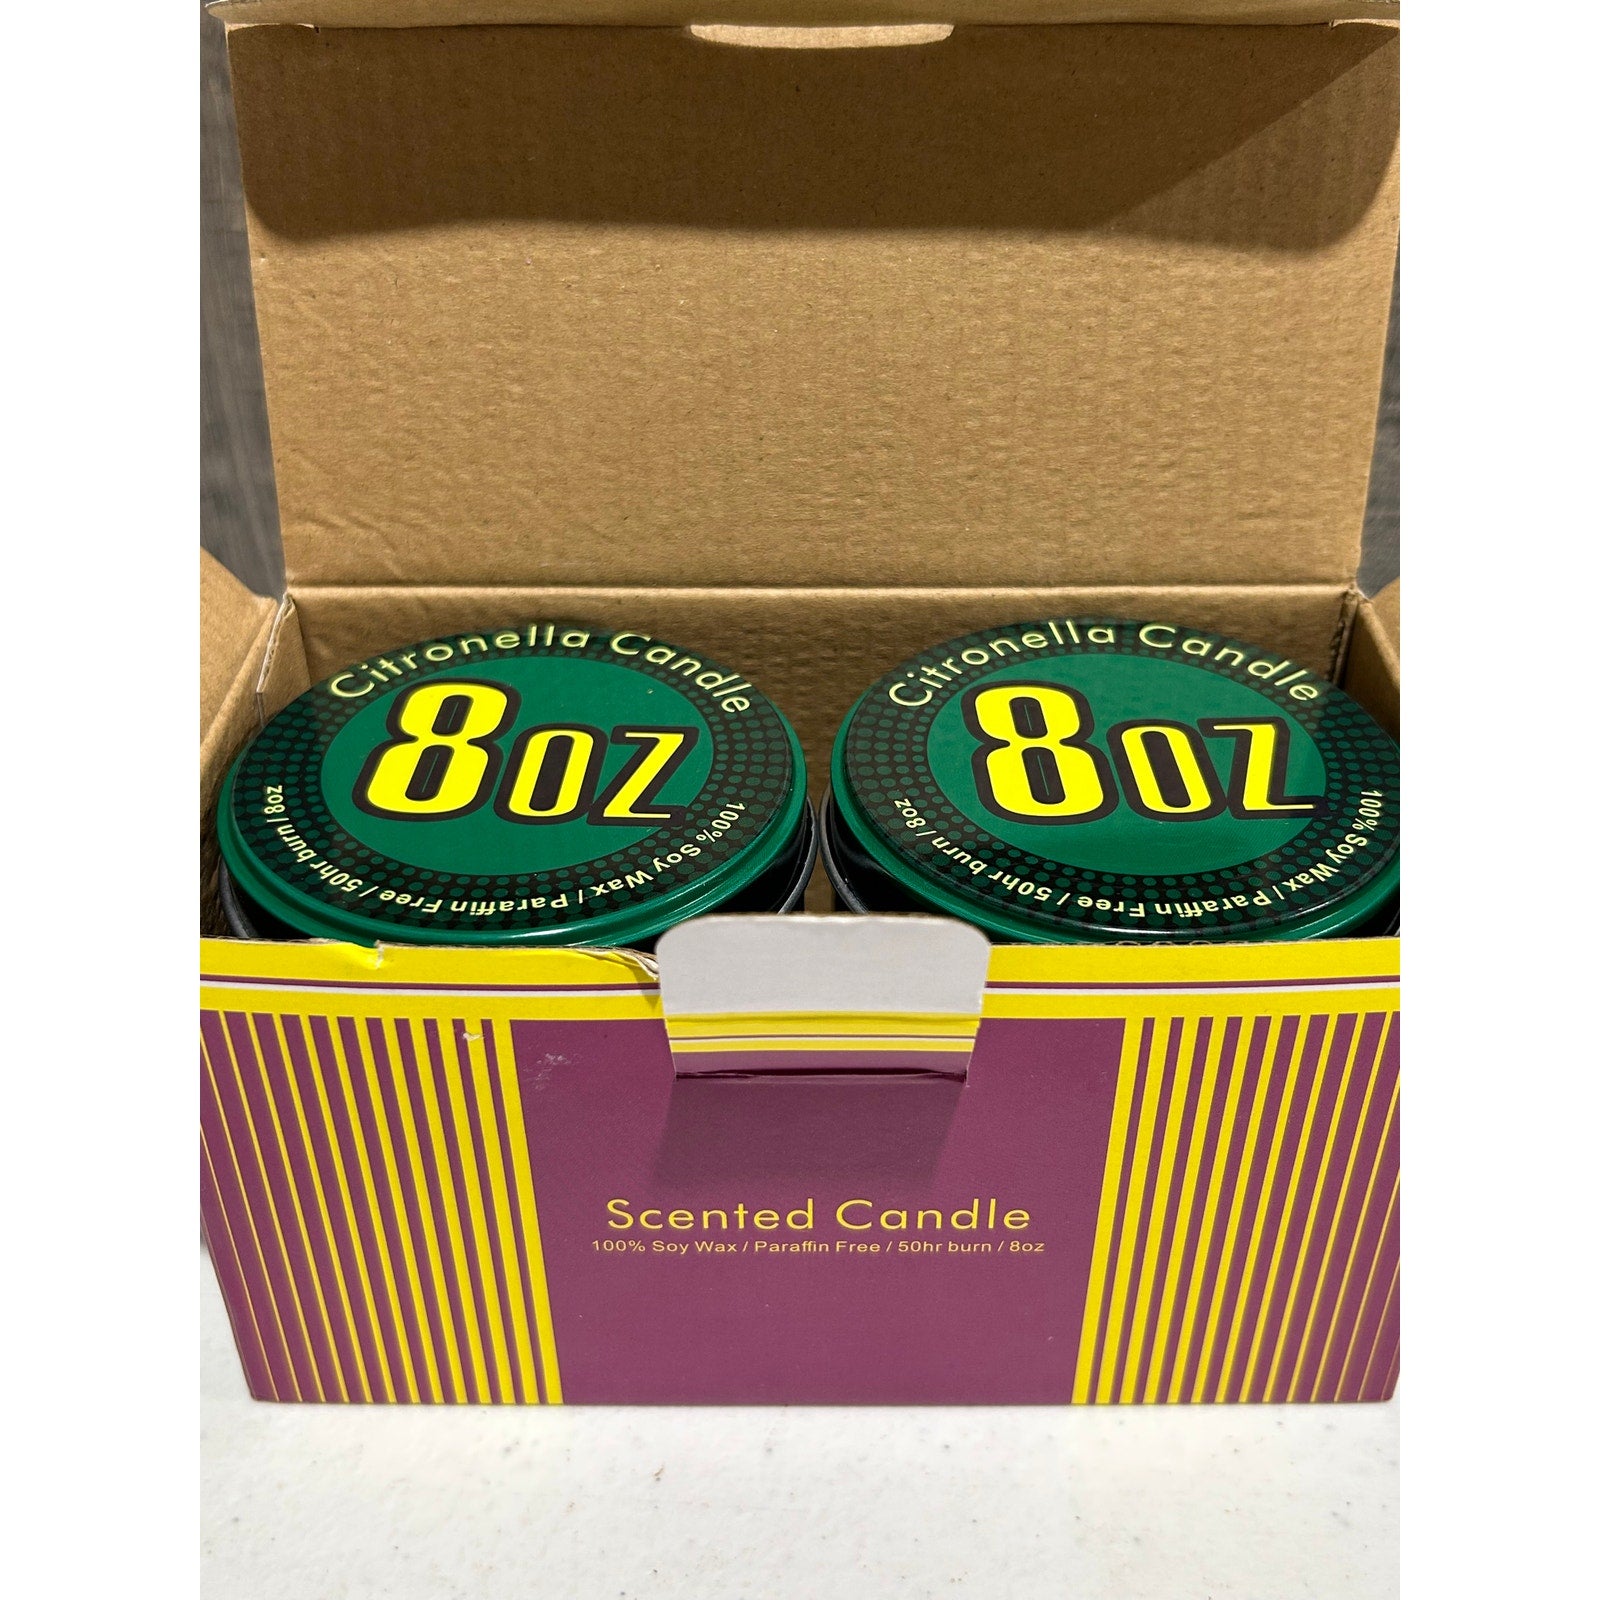 Citronella Candle
8oz
100% Soy Wax / Paraffin Free / 50hr burn / 8oz
Citronella Candle
8oz
100% Soy Wax / Paraffin Free / 50hr burn / 8oz
Scented Candle
100% Soy Wax / Paraffin Free / 50hr burn / 8oz